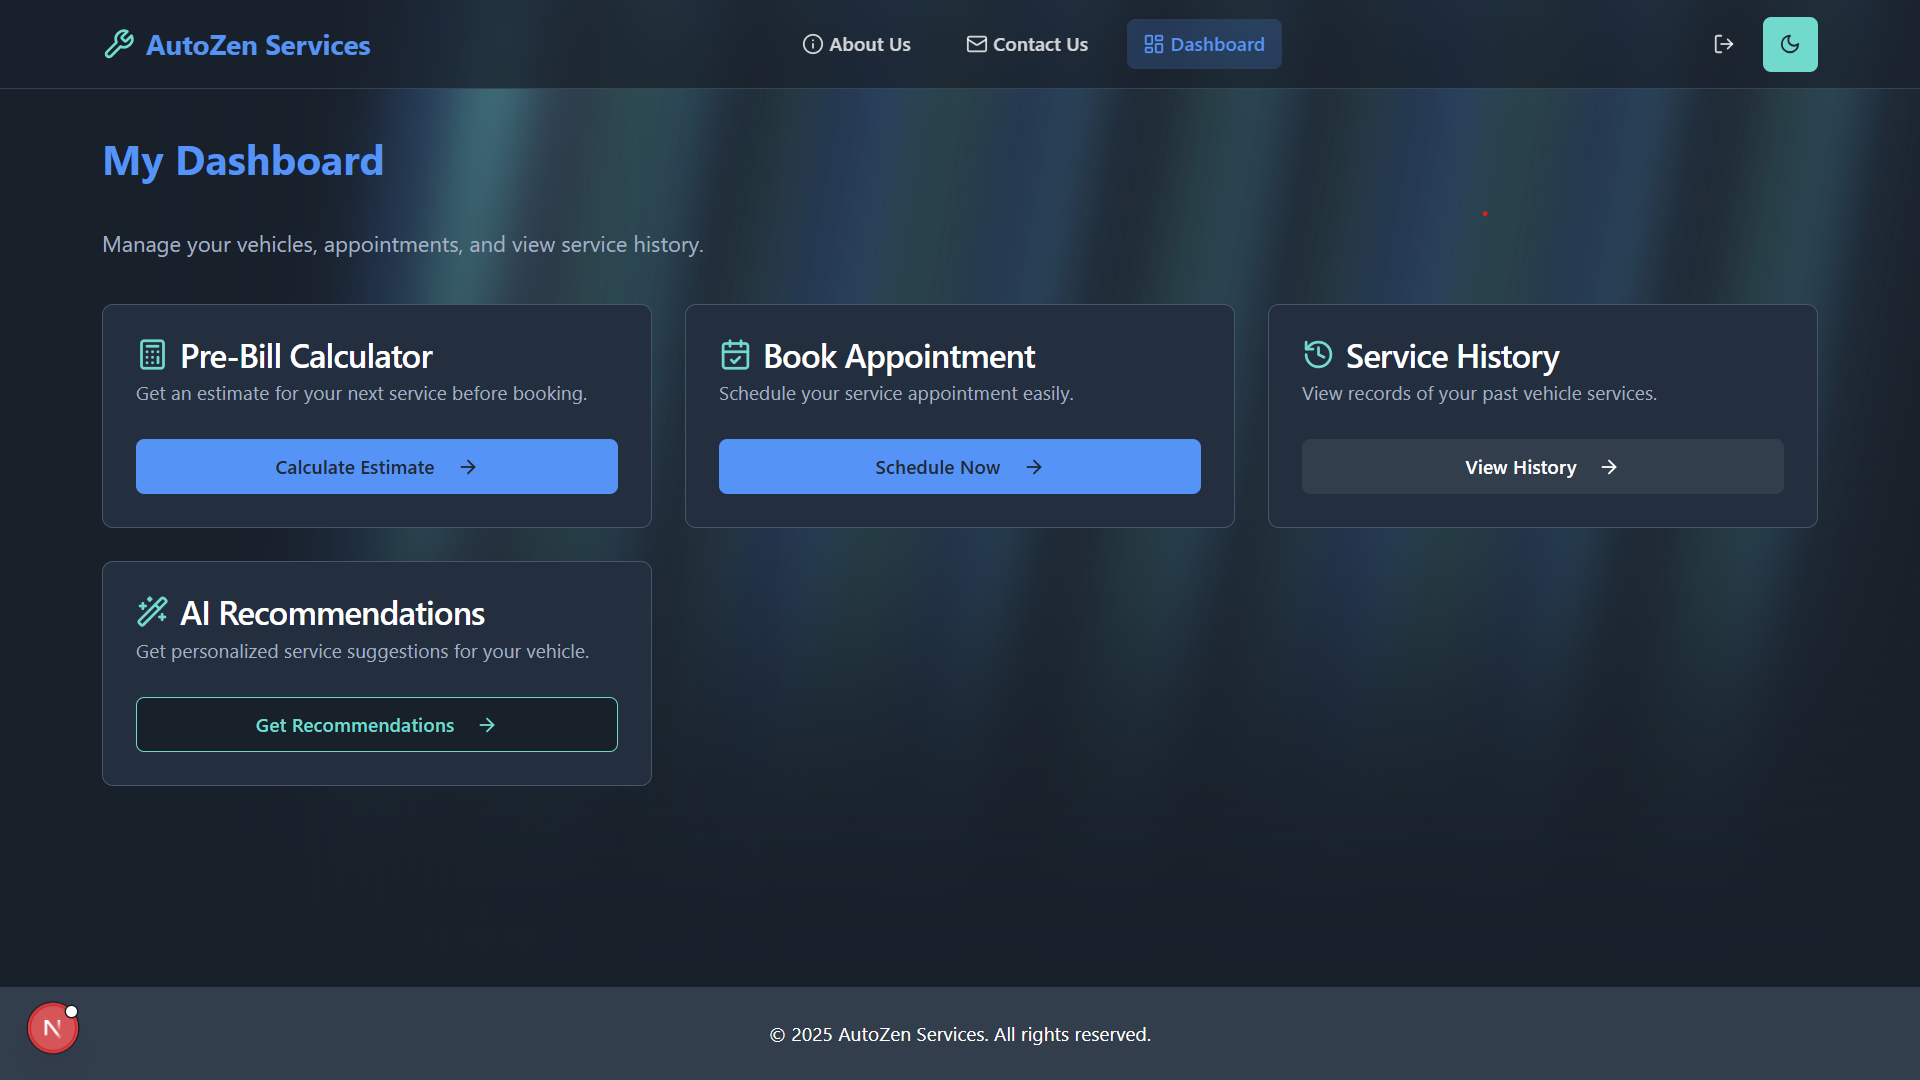 AutoZen Services
About Us
Contact Us
Dashboard
My Dashboard
Manage your vehicles, appointments, and view service history.
Pre-Bill Calculator
Get an estimate for your next service before booking.
Calculate Estimate
Book Appointment
Schedule your service appointment easily.
Schedule Now
Service History
View records of your past vehicle services.
View History
AI Recommendations
Get personalized service suggestions for your vehicle.
Get Recommendations
N
© 2025 AutoZen Services. All rights reserved.